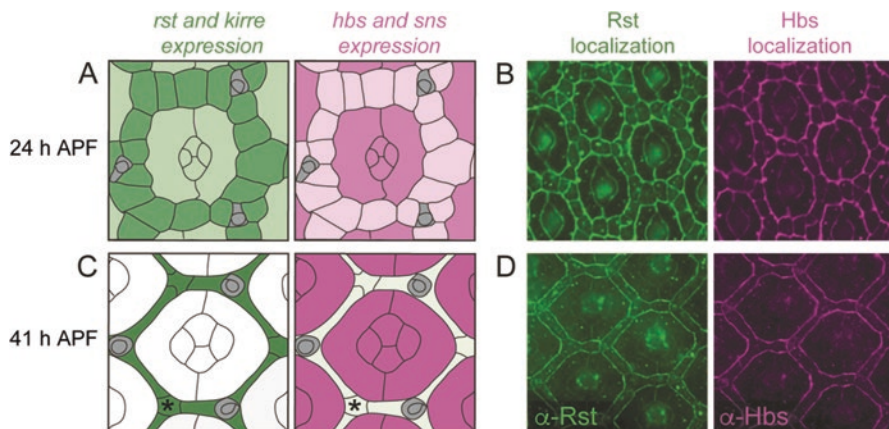 rst and kirre
expression
hbs and sns
expression
Rst
localization
Hbs
localization
A
B
24 h APF
C
D
41 h APF
*
*
α-Rst
α-Hbs